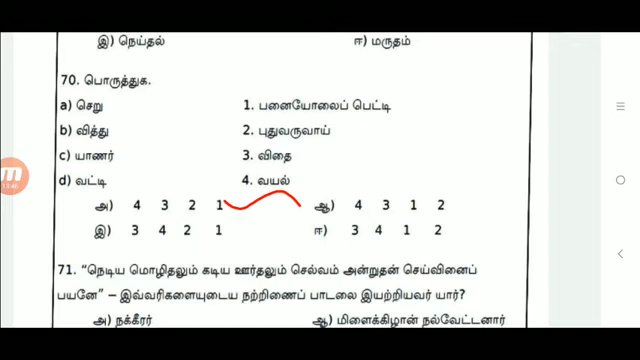 இ) நெய்தல் ஈ) மருதம்
70. பொருத்துக.
a) செறு 1. பனையோலைப் பெட்டி
b) வித்து 2. புதுவருவாய்
c) யாணர் 3. விதை
d) வட்டி 4. வயல்
அ) 4 3 2 1 ஆ) 4 3 1 2
இ) 3 4 2 1 ஈ) 3 4 1 2
71. “நெடிய மொழிதலும் கடிய ஊர்தலும் செல்வம் அன்றுதன் செய்வினைப்
பயனே” – இவ்வரிகளையுடைய நற்றிணைப் பாடலை இயற்றியவர் யார்?
அ) நக்கீரர் ஆ) மிளைக்கிழான் நல்வேட்டனார்